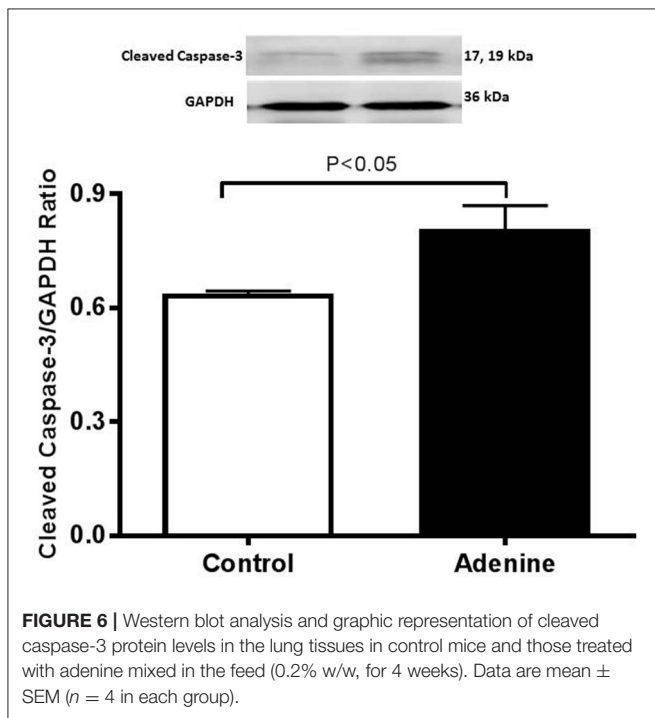 Cleaved Caspase-3
17, 19 kDa
GAPDH
36 kDa
P<0.05
Cleaved Caspase-3/GAPDH Ratio
0.9
0.6
0.3
0.0
Control
Adenine
FIGURE 6 | Western blot analysis and graphic representation of cleaved
caspase-3 protein levels in the lung tissues in control mice and those treated
with adenine mixed in the feed (0.2% w/w, for 4 weeks). Data are mean ±
SEM (n = 4 in each group).